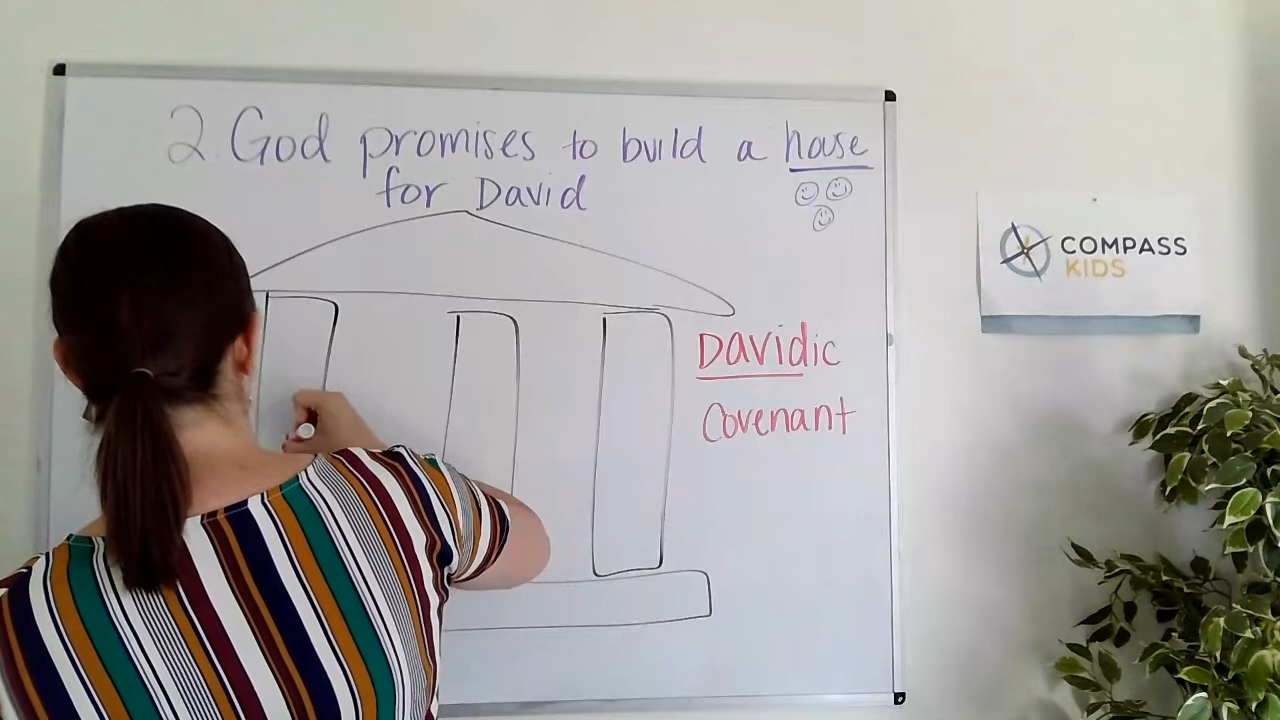 2 God promises to build a house
for David
Davidic
Covenant
COMPASS
KIDS